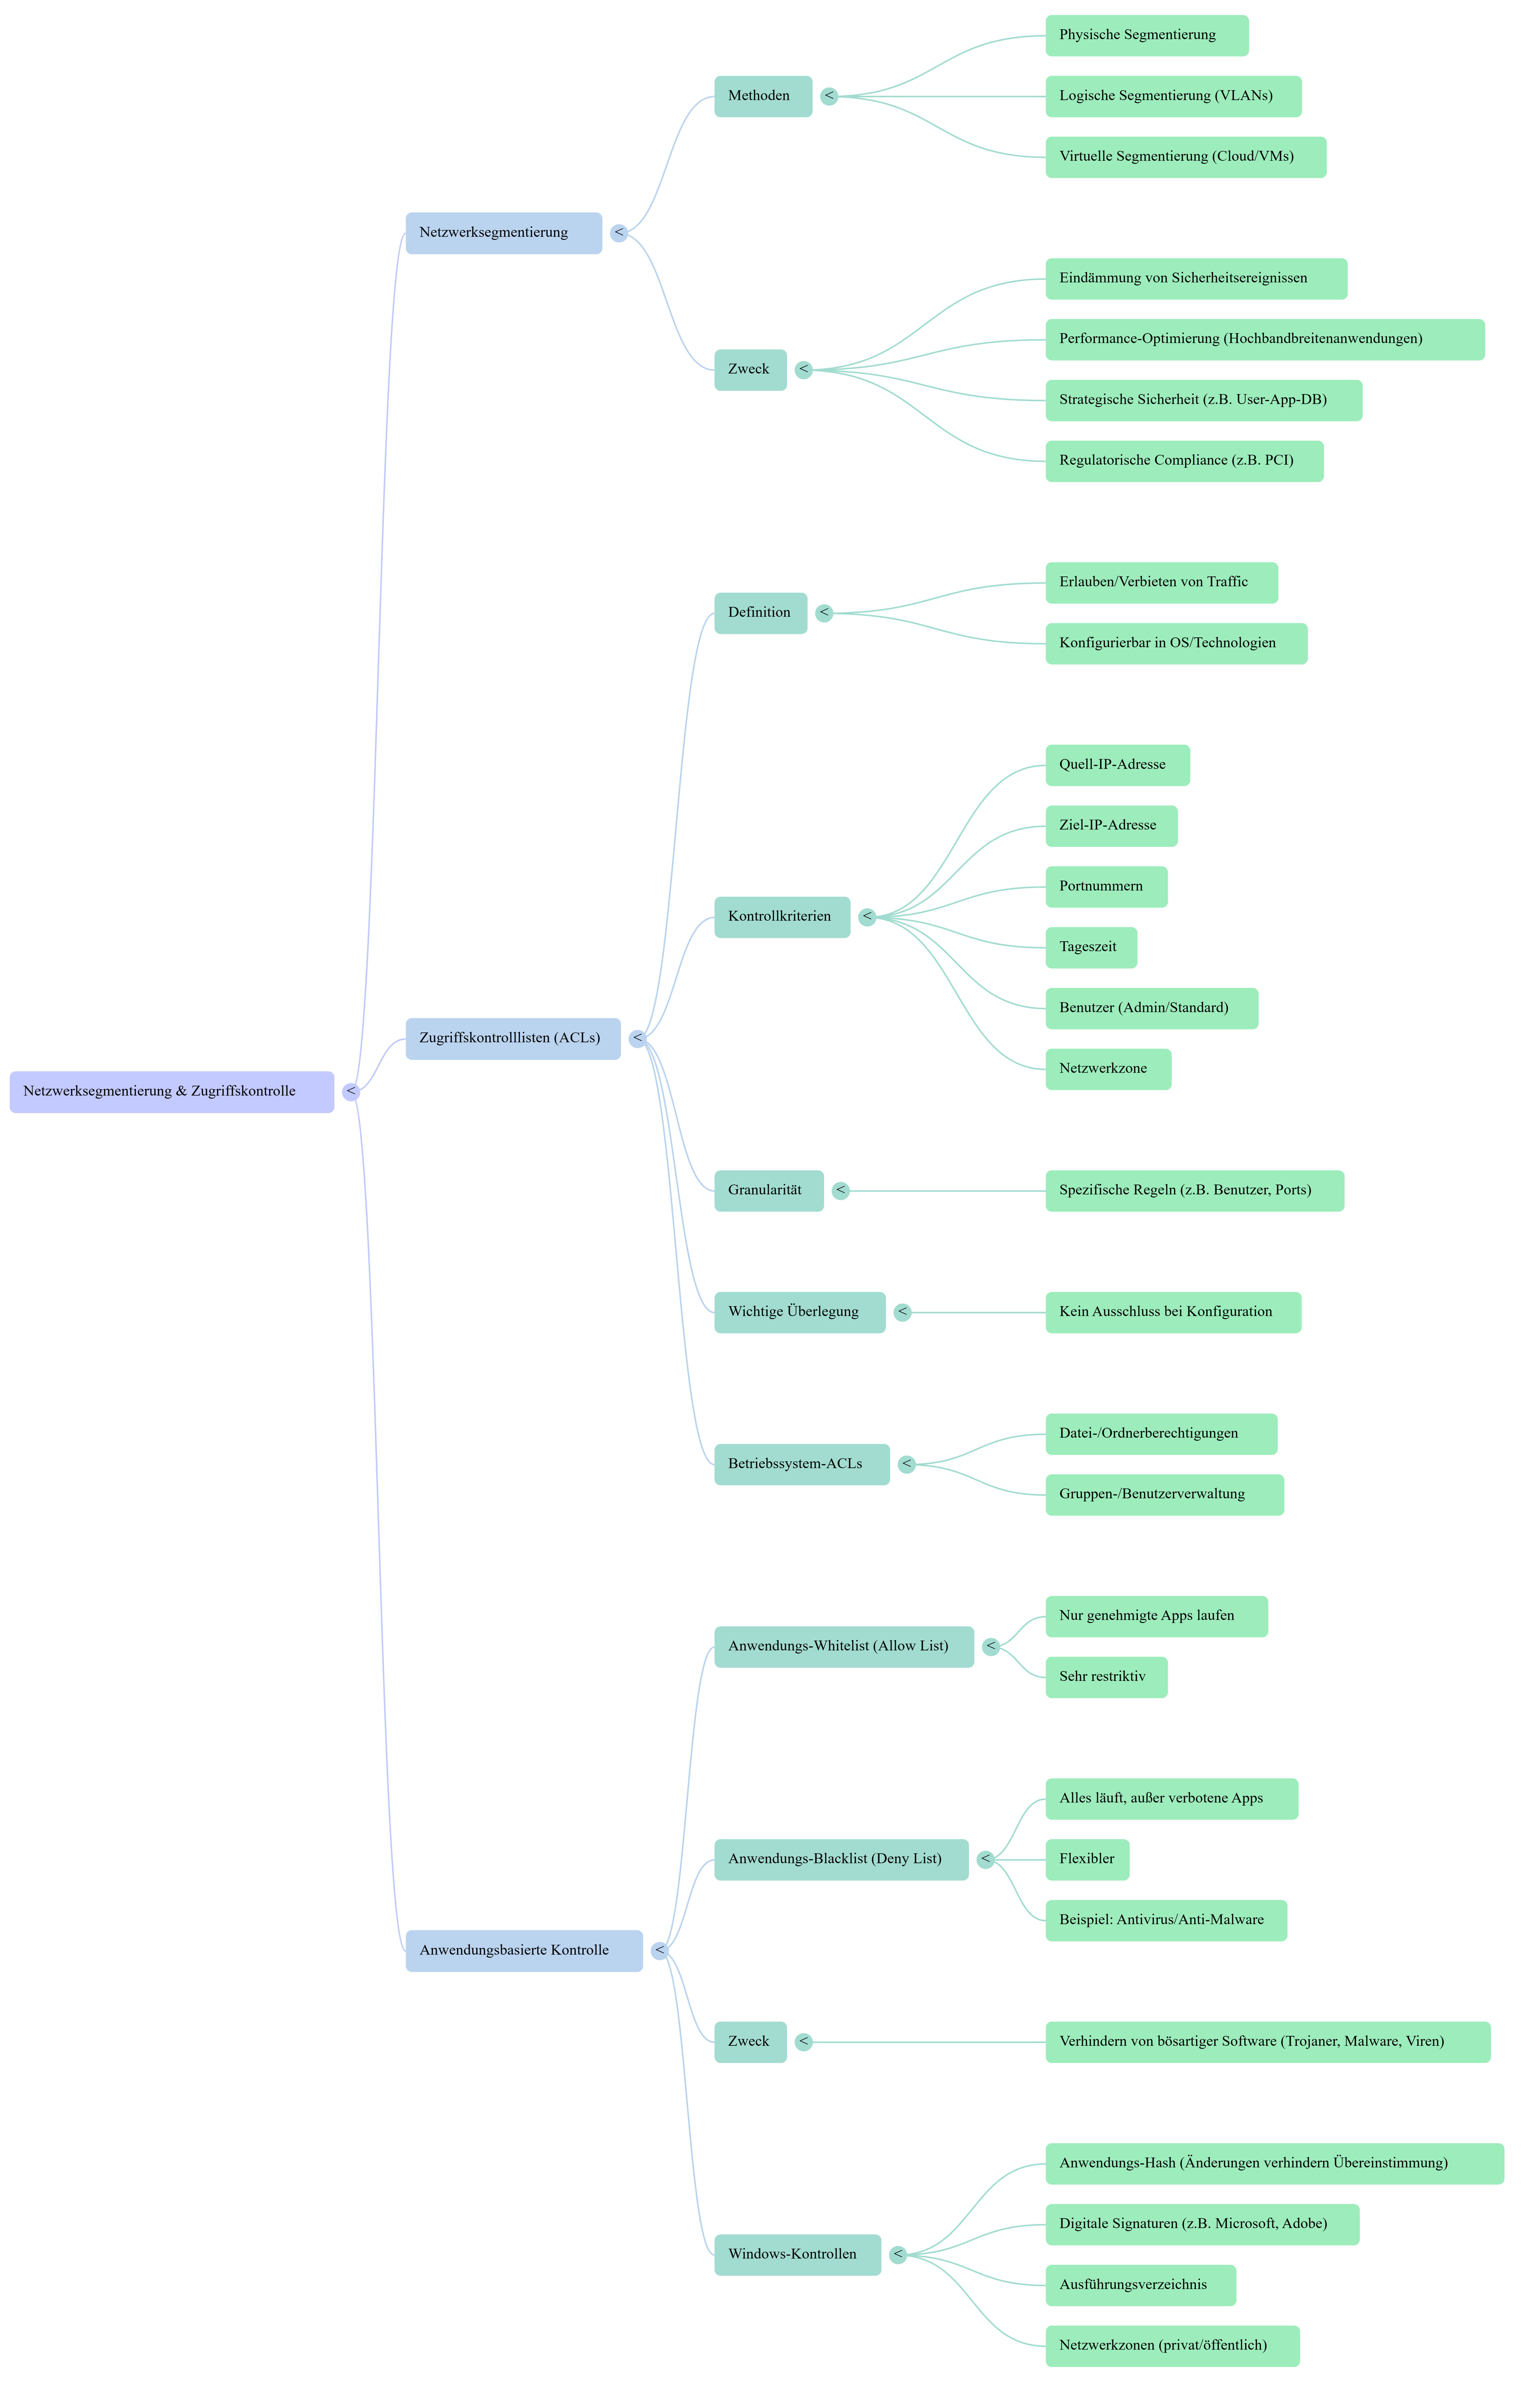 Netzwerksegmentierung & Zugriffskontrolle
Netzwerksegmentierung
Methoden
Physische Segmentierung
Logische Segmentierung (VLANs)
Virtuelle Segmentierung (Cloud/VMs)
Zweck
Eindämmung von Sicherheitsereignissen
Performance-Optimierung (Hochbandbreitenanwendungen)
Strategische Sicherheit (z.B. User-App-DB)
Regulatorische Compliance (z.B. PCI)
Zugriffskontrolllisten (ACLs)
Definition
Erlauben/Verbieten von Traffic
Konfigurierbar in OS/Technologien
Kontrollkriterien
Quell-IP-Adresse
Ziel-IP-Adresse
Portnummern
Tageszeit
Benutzer (Admin/Standard)
Netzwerkzone
Granularität
Spezifische Regeln (z.B. Benutzer, Ports)
Wichtige Überlegung
Kein Ausschluss bei Konfiguration
Betriebssystem-ACLs
Datei-/Ordnerberechtigungen
Gruppen-/Benutzerverwaltung
Anwendungsbasierte Kontrolle
Anwendungs-Whitelist (Allow List)
Nur genehmigte Apps laufen
Sehr restriktiv
Anwendungs-Blacklist (Deny List)
Alles läuft, außer verbotene Apps
Flexibler
Beispiel: Antivirus/Anti-Malware
Zweck
Verhindern von bösartiger Software (Trojaner, Malware, Viren)
Windows-Kontrollen
Anwendungs-Hash (Änderungen verhindern Übereinstimmung)
Digitale Signaturen (z.B. Microsoft, Adobe)
Ausführungsverzeichnis
Netzwerkzonen (privat/öffentlich)